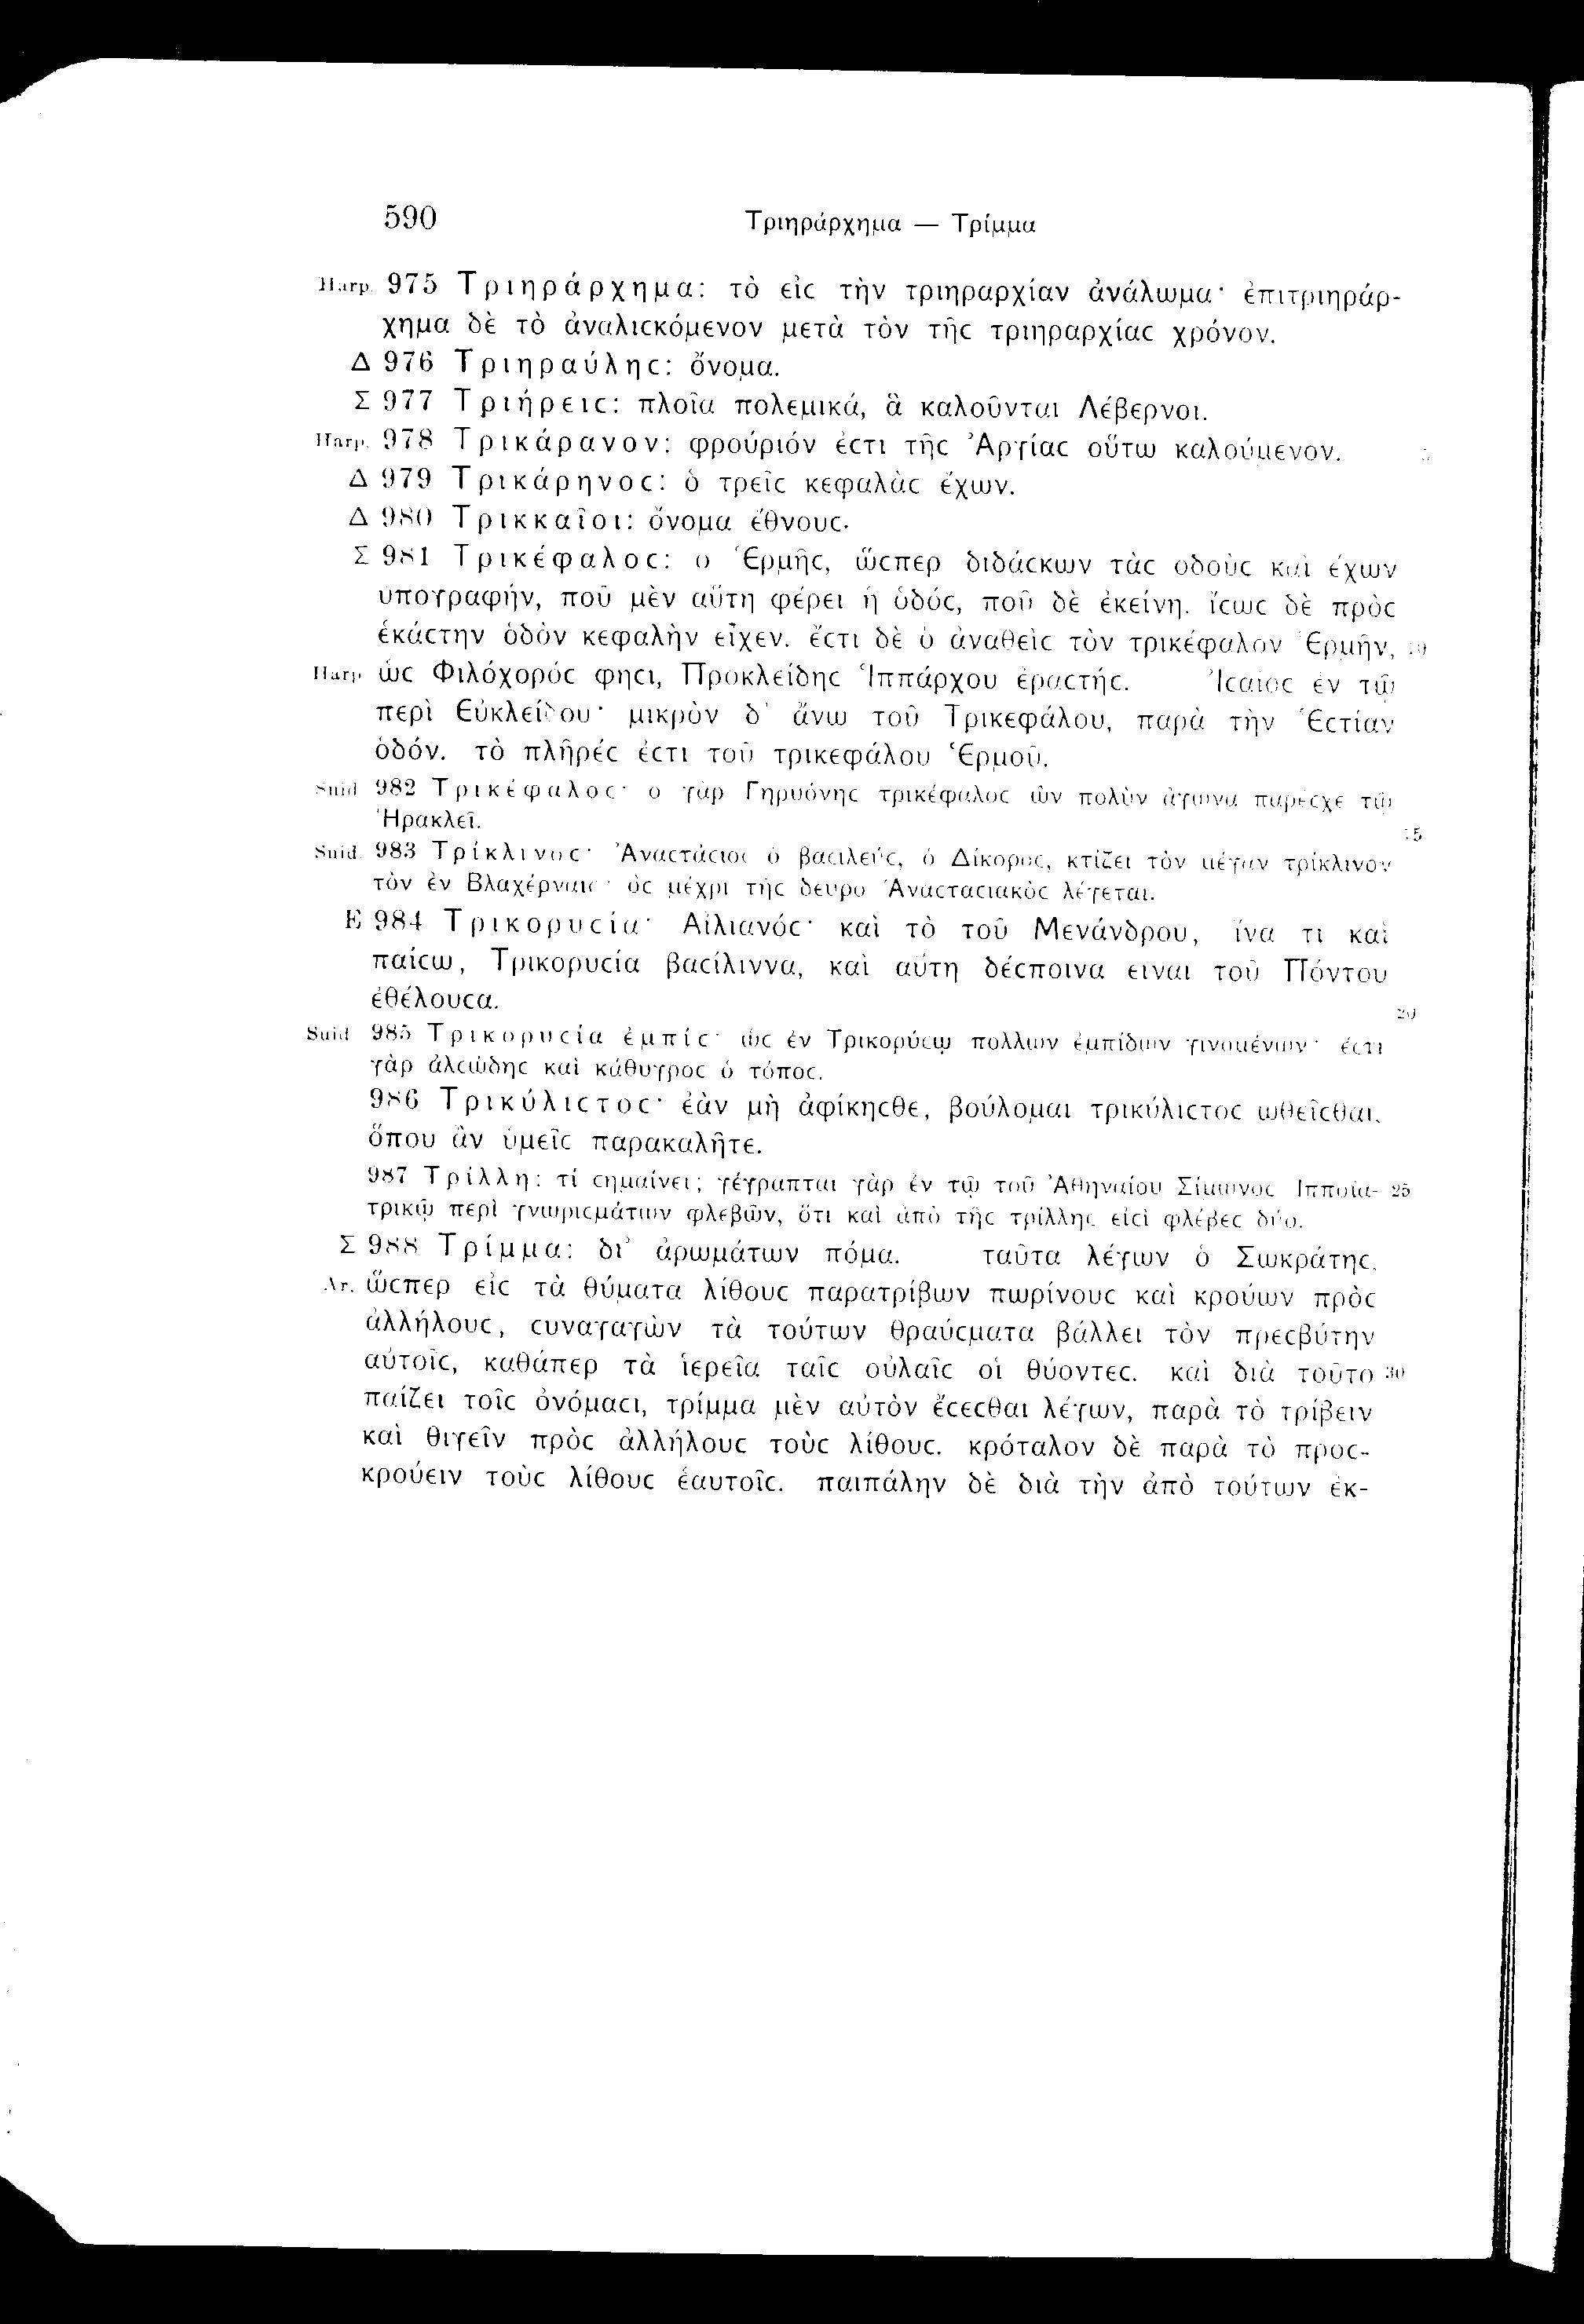 590 Τριηράρχημα — Τρίμμα
Harp. 975 Τριηράρχημα: τὸ εἰϲ τὴν τριηραρχίαν ἀνάλωμα· ἐπιτριηράρ-
χημα δὲ τὸ ἀναλιϲκόμενον μετὰ τὸν τῆϲ τριηραρχίαϲ χρόνον.
Δ 976 Τριηραύληϲ: ὄνομα.
Σ 977 Τριήρειϲ: πλοῖα πολεμικά, ἃ καλοῦνται Λέβερνοι.
Harp. 978 Τρικάρανον: φρούριόν ἐϲτι τῆϲ Ἀργίαϲ οὕτω καλούμενον. 5
Δ 979 Τρικάρηνοϲ: ὁ τρεῖϲ κεφαλὰϲ ἔχων.
Δ 980 Τρικκαῖοι: ὄνομα ἔθνουϲ.
Σ 981 Τρικέφαλοϲ: ὁ Ἑρμῆϲ, ὥϲπερ διδάϲκων τὰϲ ὁδοὺϲ καὶ ἔχων
ὑπογραφήν, ποῦ μὲν αὕτη φέρει ἡ ὁδόϲ, ποῦ δὲ ἐκείνη. ἴϲωϲ δὲ πρὸϲ
ἑκάϲτην ὁδὸν κεφαλὴν εἶχεν. ἔϲτι δὲ ὁ ἀναθεὶϲ τὸν τρικέφαλον Ἑρμῆν, 10
Harp. ὡϲ Φιλόχορόϲ φηϲι, Προκλείδηϲ Ἱππάρχου ἐραϲτήϲ. Ἰϲαῖοϲ ἐν τῷ
περὶ Εὐκλείδου· μικρὸν δ' ἄνω τοῦ Τρικεφάλου, παρὰ τὴν Ἑϲτίαν
ὁδόν. τὸ πλῆρέϲ ἐϲτι τοῦ τρικεφάλου Ἑρμοῦ.
Suid. 982 Τρικέφαλοϲ· ὁ γὰρ Γηρυόνηϲ τρικέφαλοϲ ὢν πολὺν ἀγῶνα παρέϲχε τῷ
Ἡρακλεῖ. 15
Suid. 983 Τρίκλινοϲ· Ἀναϲτάϲιοϲ ὁ βαϲιλεύϲ, ὁ Δίκοροϲ, κτίζει τὸν μέγαν τρίκλινον
τὸν ἐν Βλαχέρναιϲ· ὃϲ μέχρι τῆϲ δεῦρο Ἀναϲταϲιακὸϲ λέγεται.
E 984 Τρικορυϲία· Αἰλιανόϲ· καὶ τὸ τοῦ Μενάνδρου, ἵνα τι καὶ
παίϲω, Τρικορυϲία βαϲίλιννα, καὶ αὕτη δέϲποινα εἶναι τοῦ Πόντου
ἐθέλουϲα. 20
Suid. 985 Τρικορυϲία ἐμπίϲ· ὡϲ ἐν Τρικορύϲῳ πολλῶν ἐμπίδων γινομένων· ἔϲτι
γὰρ ἀλϲώδηϲ καὶ κάθυγροϲ ὁ τόποϲ.
986 Τρικύλιϲτοϲ· ἐὰν μὴ ἀφίκηϲθε, βούλομαι τρικύλιϲτοϲ ὠθεῖϲθαι,
ὅπου ἂν ὑμεῖϲ παρακαλῆτε.
987 Τρίλλη: τί ϲημαίνει; γέγραπται γὰρ ἐν τῷ τοῦ Ἀθηναίου Σίμωνοϲ Ἱπποϊα- 25
τρικῷ περὶ γνωριϲμάτων φλεβῶν, ὅτι καὶ ἀπὸ τῆϲ τρίλληϲ εἰϲὶ φλέβεϲ δύο.
Σ 988 Τρίμμα: δι' ἀρωμάτων πόμα. ταῦτα λέγων ὁ Σωκράτηϲ,
Ar. ὥϲπερ εἰϲ τὰ θύματα λίθουϲ παρατρίβων πωρίνουϲ καὶ κρούων πρὸϲ
ἀλλήλουϲ, ϲυναγαγὼν τὰ τούτων θραύϲματα βάλλει τὸν πρεϲβύτην
αὐτοῖϲ, καθάπερ τὰ ἱερεῖα ταῖϲ οὐλαῖϲ οἱ θύοντεϲ. καὶ διὰ τοῦτο 30
παίζει τοῖϲ ὀνόμαϲι, τρίμμα μὲν αὐτὸν ἔϲεϲθαι λέγων, παρὰ τὸ τρίβειν
καὶ θιγεῖν πρὸϲ ἀλλήλουϲ τοὺϲ λίθουϲ. κρόταλον δὲ παρὰ τὸ προϲ-
κρούειν τοὺϲ λίθουϲ ἑαυτοῖϲ. παιπάλην δὲ διὰ τὴν ἀπὸ τούτων ἐκ-